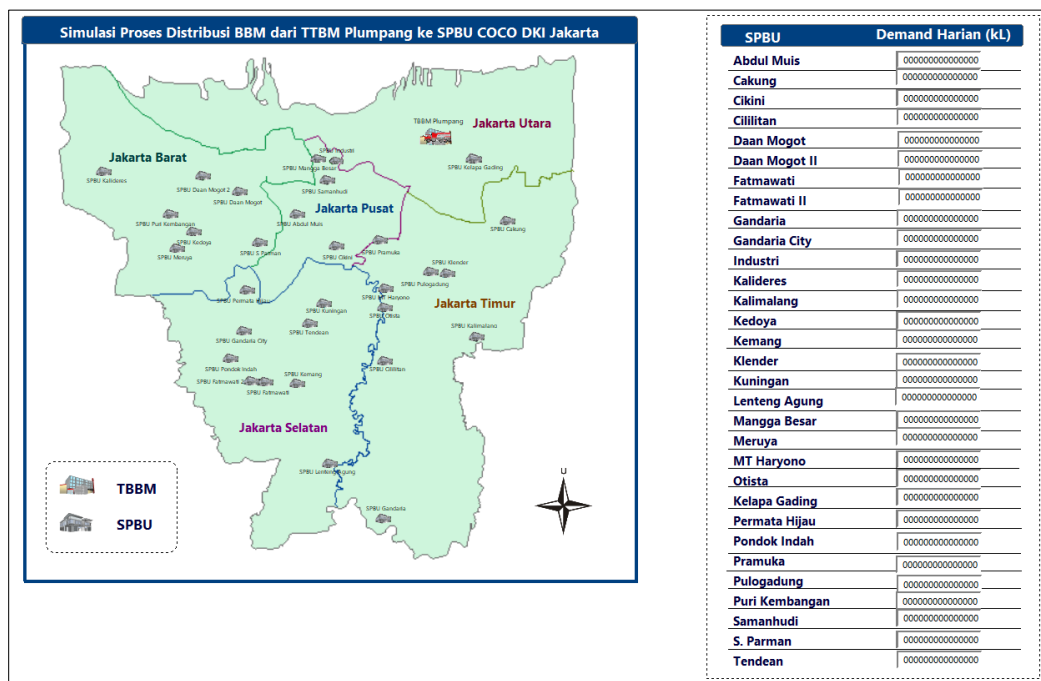 Simulasi Proses Distribusi BBM dari TTBM Plumpang ke SPBU COCO DKI Jakarta
TBBM Plumpang
Jakarta Utara
SPBU Industri
Jakarta Barat
SPBU Mangga Besar
SPBU Kelapa Gading
SPBU Kalideres
SPBU Daan Mogot 2
SPBU Samanhudi
SPBU Daan Mogot
Jakarta Pusat
SPBU Puri Kembangan
SPBU Abdul Muis
SPBU Cakung
SPBU Kedoya
SPBU Meruya
SPBU S Parman
SPBU Cikini
SPBU Pramuka
SPBU Klender
SPBU Pulogadung
SPBU Permata Hijau
SPBU MT Haryono
Jakarta Timur
SPBU Kuningan
SPBU Otista
SPBU Gandaria City
SPBU Tendean
SPBU Kalimalang
SPBU Pondok Indah
SPBU Cililitan
SPBU Kemang
SPBU Fatmawati 2
SPBU Fatmawati
Jakarta Selatan
SPBU Lenteng Agung
SPBU Gandaria
TBBM
SPBU
U
SPBU Demand Harian (kL)
Abdul Muis 000000000000000
Cakung 000000000000000
Cikini 000000000000000
Cililitan 000000000000000
Daan Mogot 000000000000000
Daan Mogot II 000000000000000
Fatmawati 000000000000000
Fatmawati II 000000000000000
Gandaria 000000000000000
Gandaria City 000000000000000
Industri 000000000000000
Kalideres 000000000000000
Kalimalang 000000000000000
Kedoya 000000000000000
Kemang 000000000000000
Klender 000000000000000
Kuningan 000000000000000
Lenteng Agung 000000000000000
Mangga Besar 000000000000000
Meruya 000000000000000
MT Haryono 000000000000000
Otista 000000000000000
Kelapa Gading 000000000000000
Permata Hijau 000000000000000
Pondok Indah 000000000000000
Pramuka 000000000000000
Pulogadung 000000000000000
Puri Kembangan 000000000000000
Samanhudi 000000000000000
S. Parman 000000000000000
Tendean 000000000000000